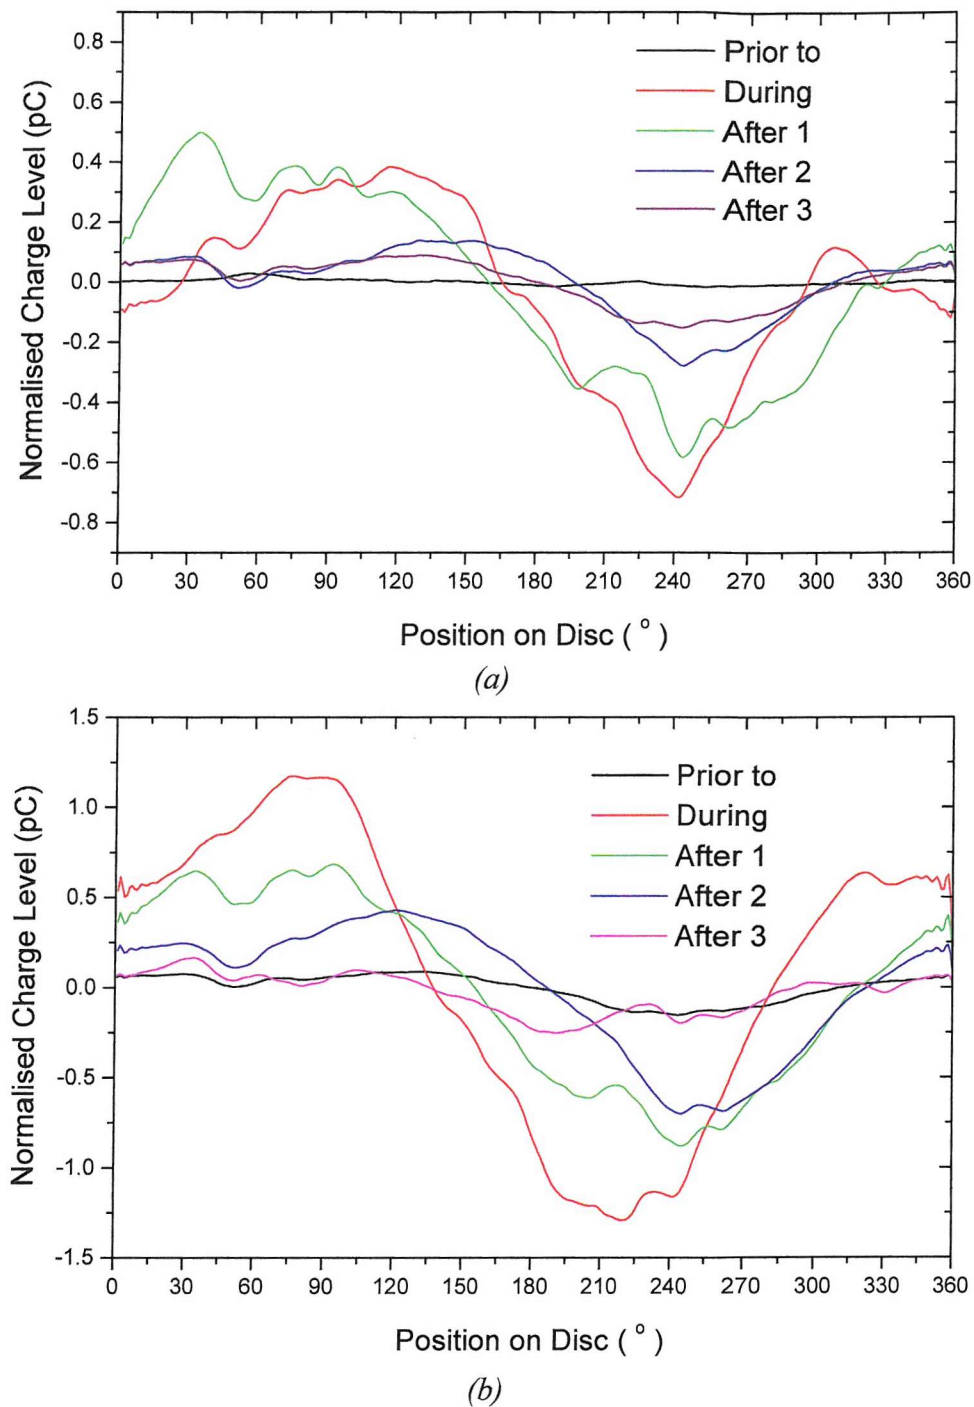 0.8
0.6
0.4
0.2
0.0
-0.2
-0.4
-0.6
-0.8
Normalised Charge Level (pC)
Prior to
During
After 1
After 2
After 3
0 30 60 90 120 150 180 210 240 270 300 330 360
Position on Disc ( ° )
(a)
1.5
1.0
0.5
0.0
-0.5
-1.0
-1.5
Normalised Charge Level (pC)
Prior to
During
After 1
After 2
After 3
0 30 60 90 120 150 180 210 240 270 300 330 360
Position on Disc ( ° )
(b)